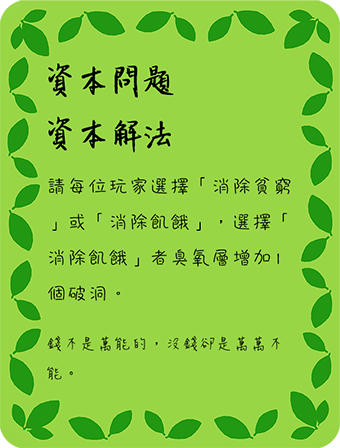 資本問題
資本解法
請每位玩家選擇「消除貧窮
」或「消除飢餓」，選擇「
消除飢餓」者臭氧層增加1
個破洞。
錢不是萬能的，沒錢卻是萬萬不
能。